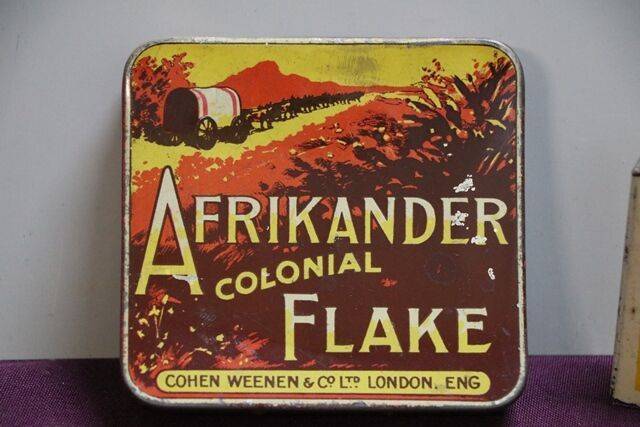 AFRIKANDER
COLONIAL
FLAKE
COHEN WEENEN & CO LTD LONDON. ENG